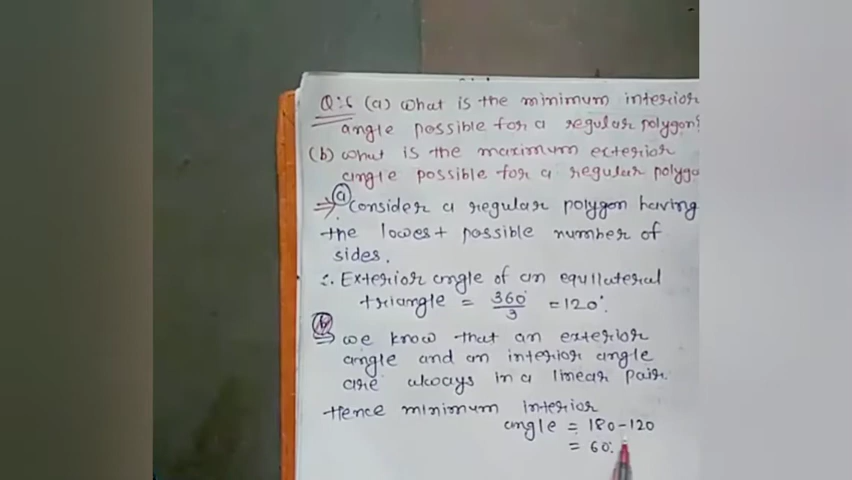 Q:6 (a) what is the minimum interior
angle possible for a regular polygon?
(b) what is the maximum exterior
angle possible for a regular polygo
(a)
⇒ Consider a regular polygon having
the lowest possible number of
sides.
∴ Exterior angle of an equllateral
triangle = 360°/3 = 120°.
(b)
⇒ we know that an exterior
angle and an interior angle
are always in a linear pair.
Hence minimum interior
angle = 180-120
= 60°.